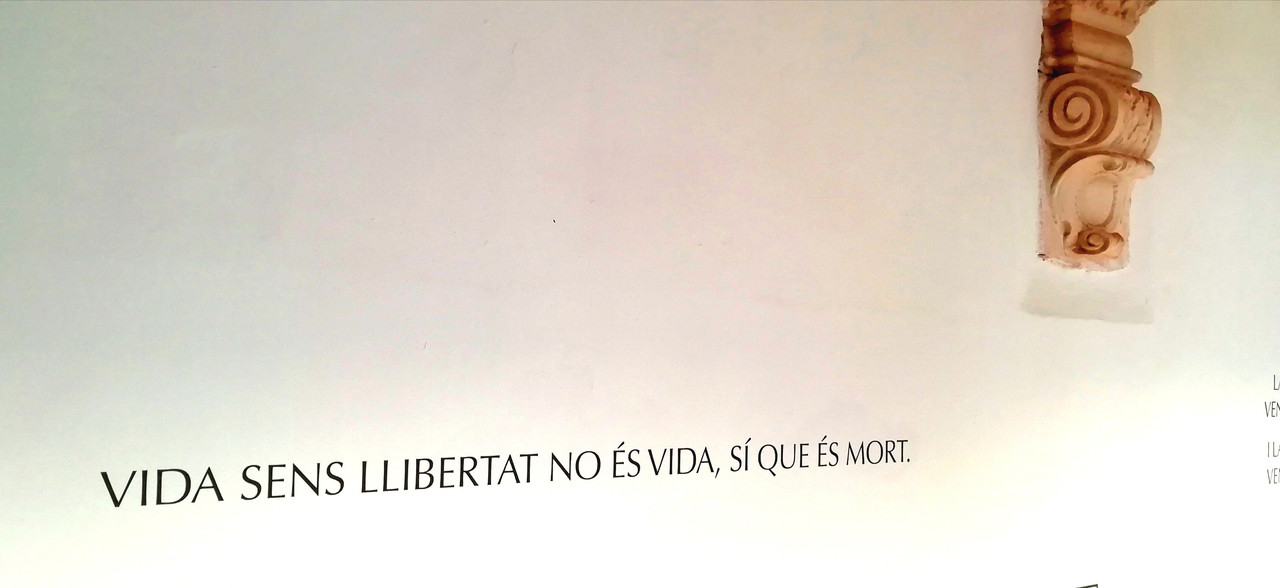 VIDA SENS LLIBERTAT NO ÉS VIDA, SÍ QUE ÉS MORT.